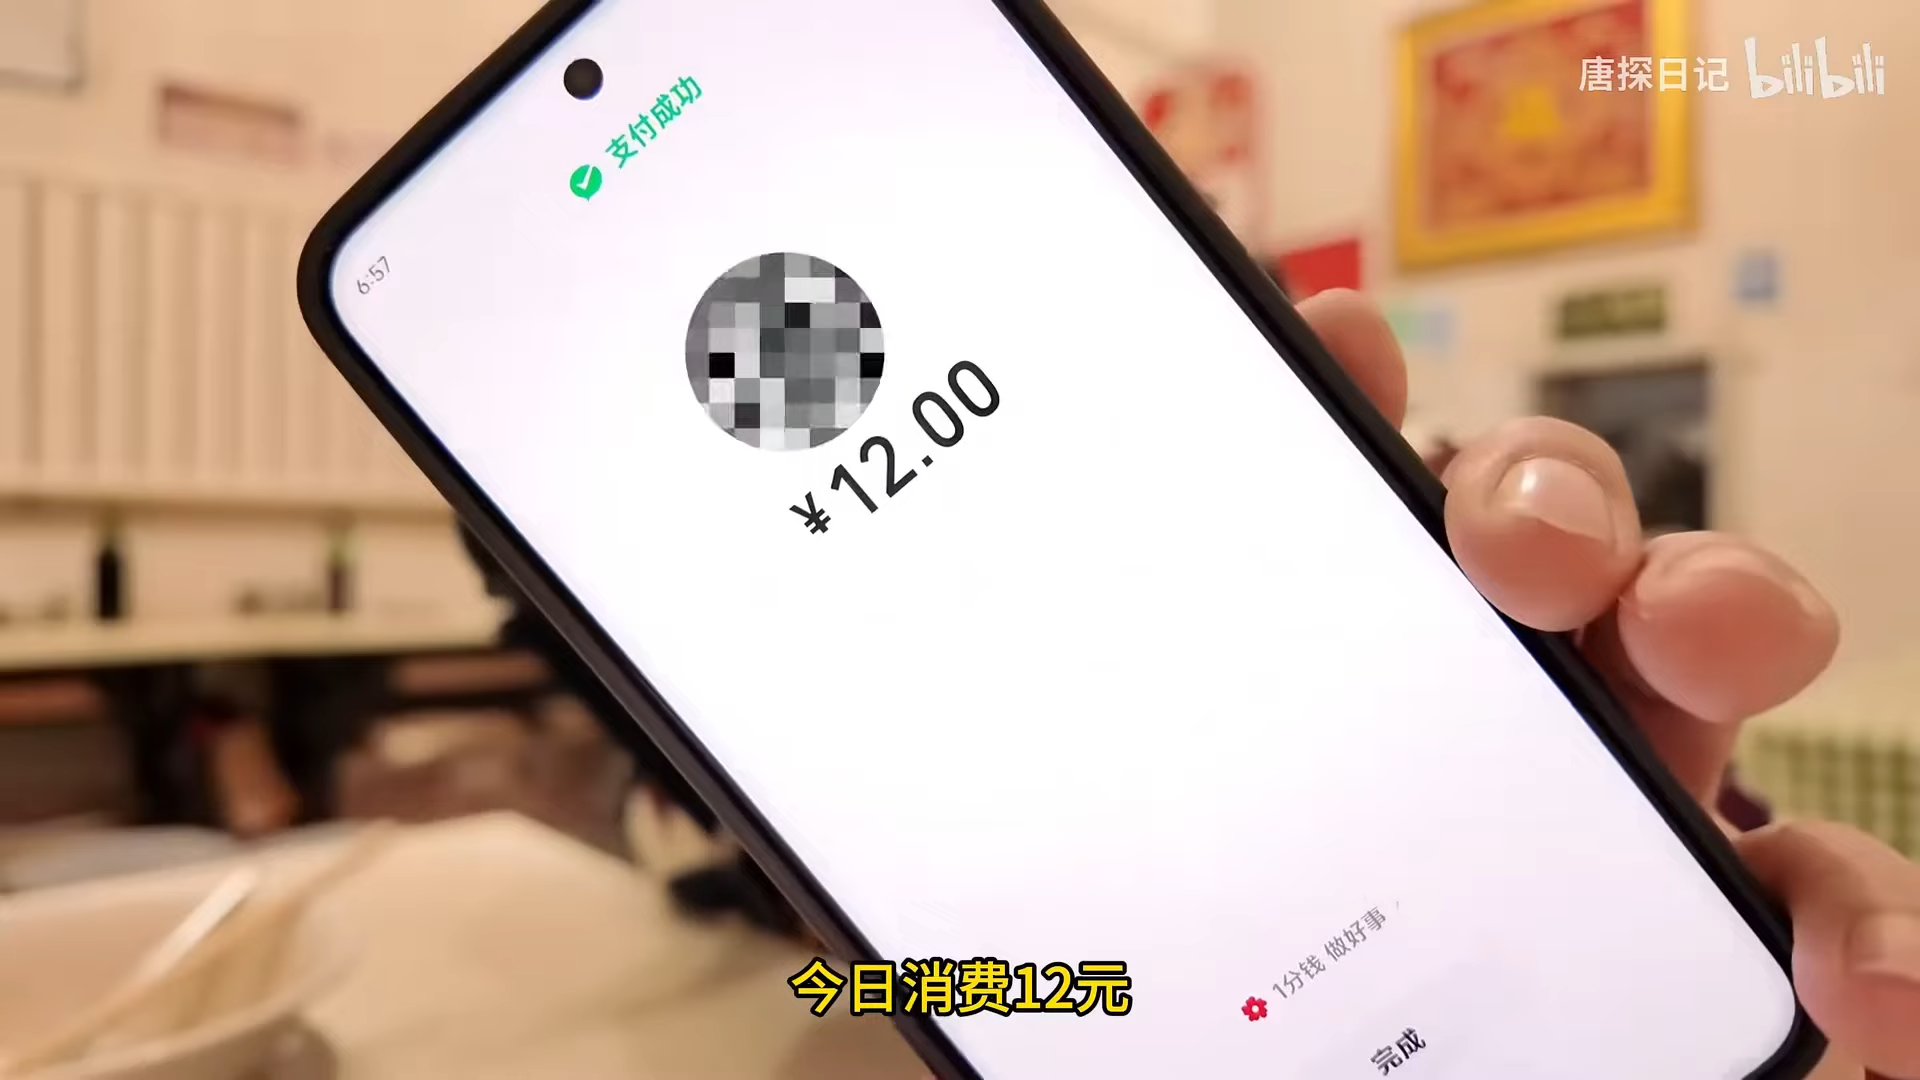 唐探日记 bilibili
支付成功
6:57
¥12.00
1分钱 做好事
完成
今日消费12元